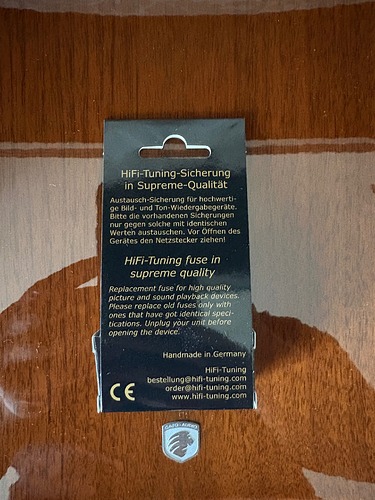 HiFi-Tuning-Sicherung
in Supreme-Qualität
Austausch-Sicherung für hochwerti-
ge Bild- und Ton-Wiedergabegeräte.
Bitte die vorhandenen Sicherungen
nur gegen solche mit identischen
Werten austauschen. Vor Öffnen des
Gerätes den Netzstecker ziehen!
HiFi-Tuning fuse in
supreme quality
Replacement fuse for high quality
picture and sound playback devices.
Please replace old fuses only with
ones that have got identical speci-
fications. Unplug your unit before
opening the device.
Handmade in Germany
HiFi-Tuning
bestellung@hifi-tuning.com
order@hifi-tuning.com
www.hifi-tuning.com
CE